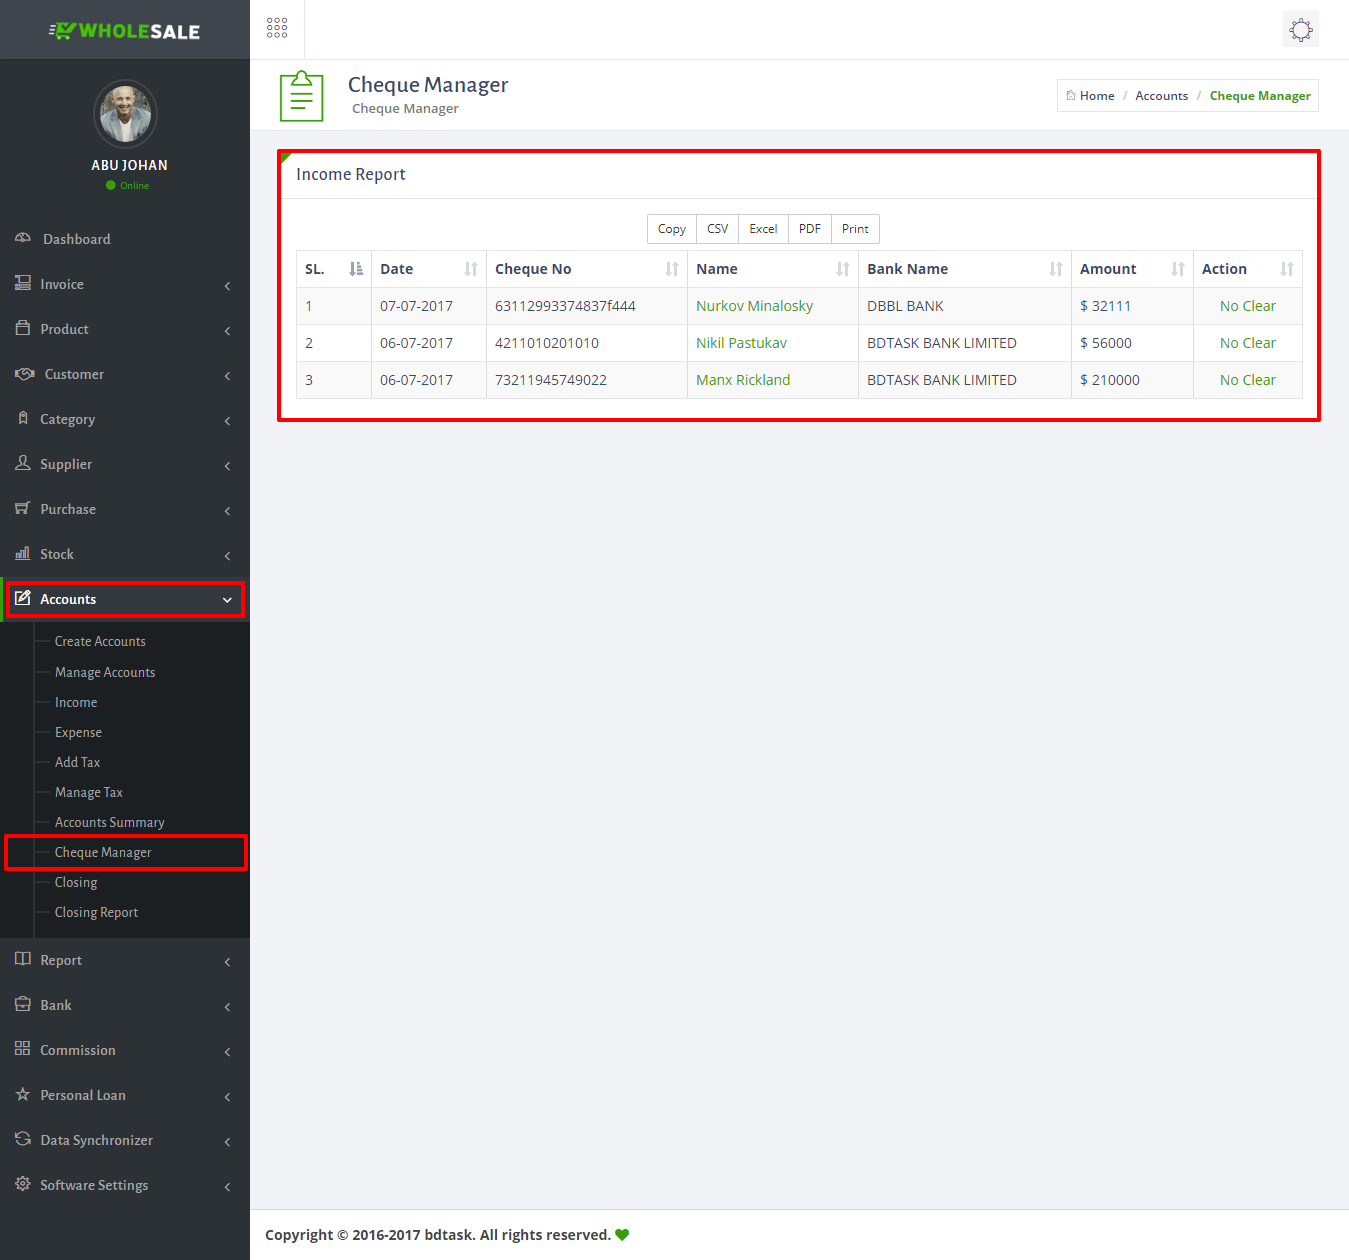 WHOLESALE
ABU JOHAN
Online
Dashboard
Invoice
Product
Customer
Category
Supplier
Purchase
Stock
Accounts
Create Accounts
Manage Accounts
Income
Expense
Add Tax
Manage Tax
Accounts Summary
Cheque Manager
Closing
Closing Report
Report
Bank
Commission
Personal Loan
Data Synchronizer
Software Settings
Cheque Manager
Cheque Manager
Home / Accounts / Cheque Manager
Income Report
Copy CSV Excel PDF Print
SL. Date Cheque No Name Bank Name Amount Action
1 07-07-2017 63112993374837f444 Nurkov Minalosky DBBL BANK $ 32111 No Clear
2 06-07-2017 4211010201010 Nikil Pastukav BDTASK BANK LIMITED $ 56000 No Clear
3 06-07-2017 73211945749022 Manx Rickland BDTASK BANK LIMITED $ 210000 No Clear
Copyright © 2016-2017 bdtask. All rights reserved.